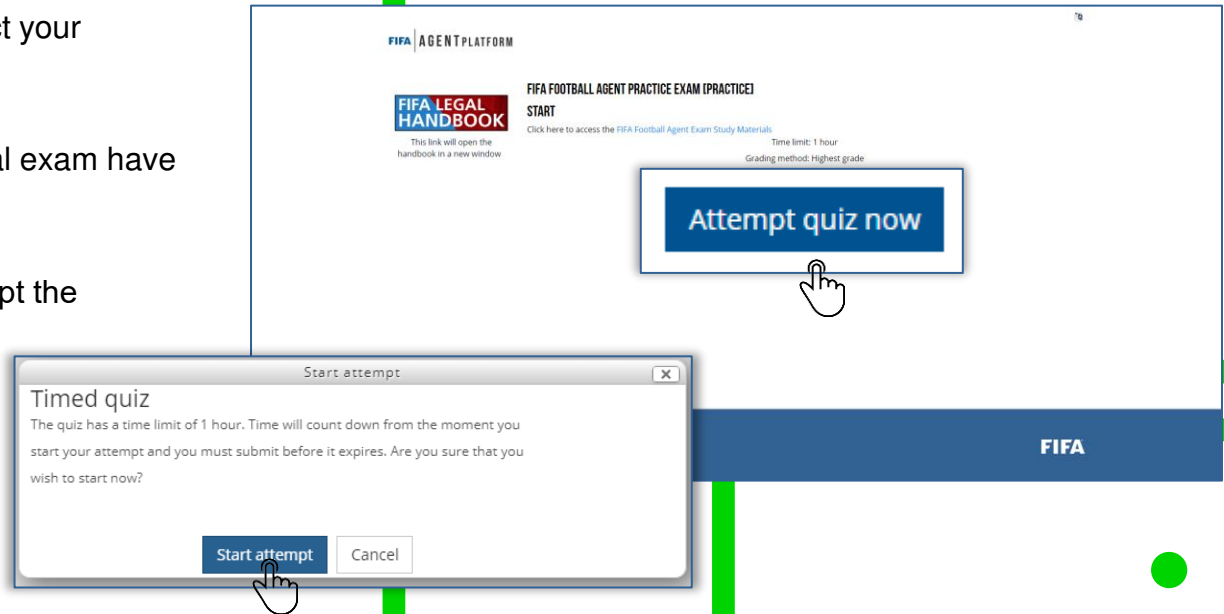 ct your
al exam have
pt the
FIFA AGENT PLATFORM
FIFA LEGAL
HANDBOOK
This link will open the
handbook in a new window
FIFA FOOTBALL AGENT PRACTICE EXAM [PRACTICE]
START
Click here to access the FIFA Football Agent Exam Study Materials
Time limit: 1 hour
Grading method: Highest grade
Attempt quiz now
Start attempt
Timed quiz
The quiz has a time limit of 1 hour. Time will count down from the moment you
start your attempt and you must submit before it expires. Are you sure that you
wish to start now?
Start attempt
Cancel
FIFA